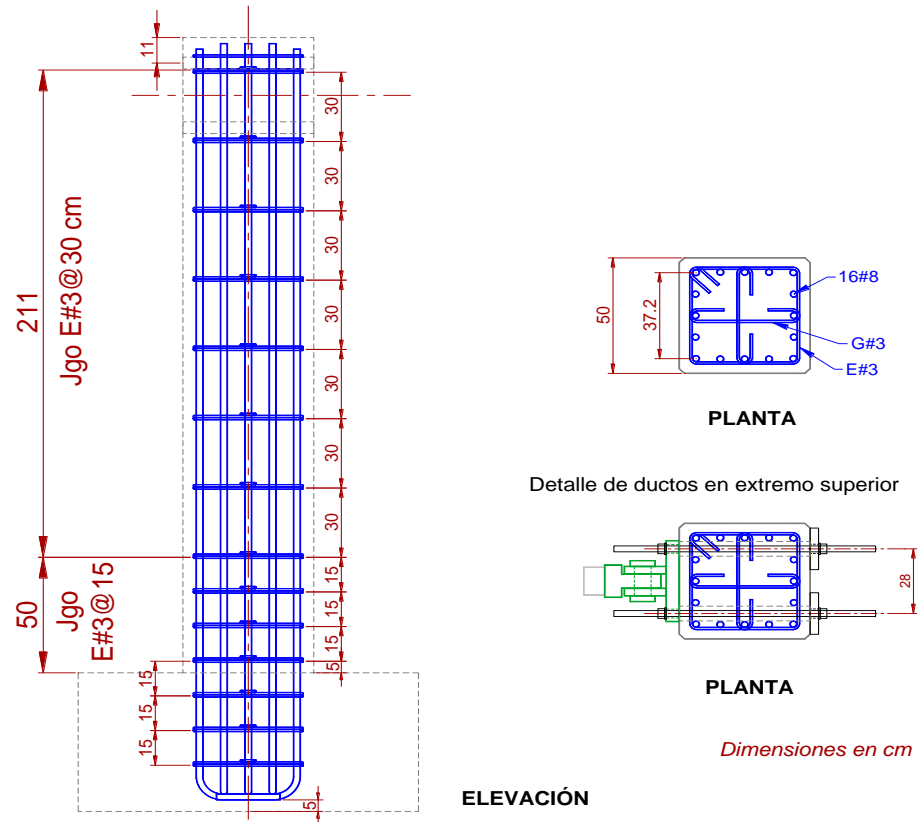 11
211
Jgo E#3@30 cm
30
30
30
30
30
30
30
50
Jgo
E#3@15
15
15
15
5
15
15
15
5
ELEVACIÓN
50
37.2
16#8
G#3
E#3
PLANTA
Detalle de ductos en extremo superior
28
PLANTA
Dimensiones en cm